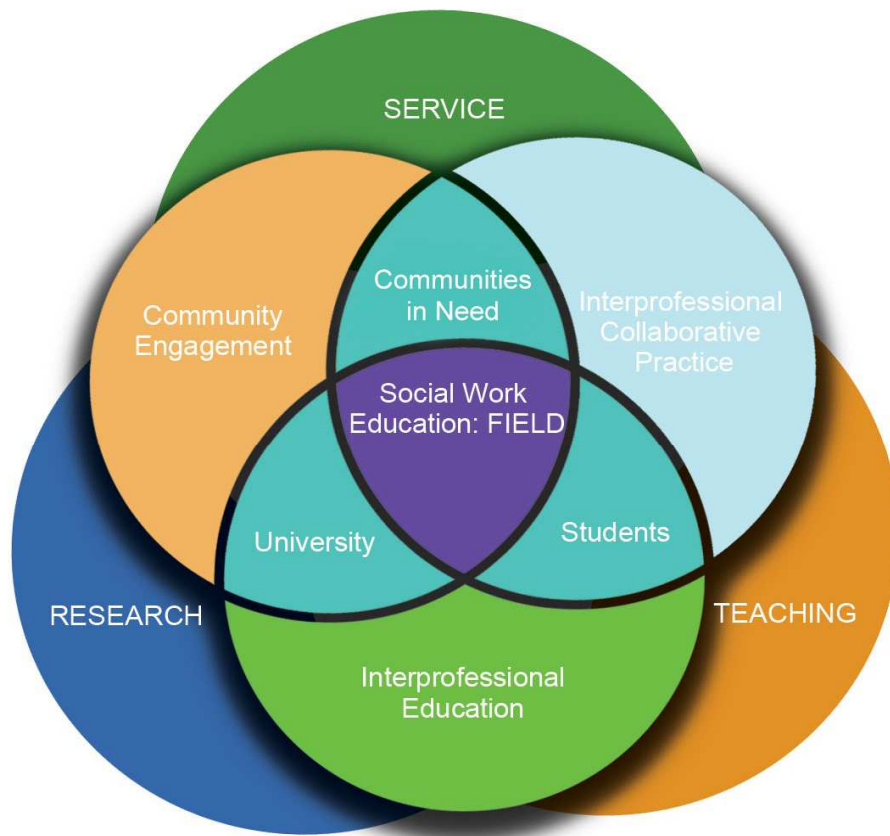 SERVICE
Communities
in Need
Community
Engagement
Interprofessional
Collaborative
Practice
Social Work
Education: FIELD
University
Students
RESEARCH
TEACHING
Interprofessional
Education